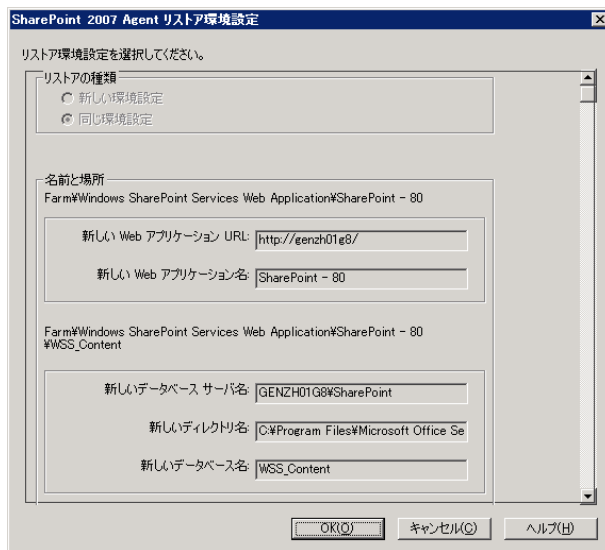 SharePoint 2007 Agent リストア環境設定
リストア環境設定を選択してください。
リストアの種類
新しい環境設定
同じ環境設定
名前と場所
Farm¥Windows SharePoint Services Web Application¥SharePoint - 80
新しい Web アプリケーション URL: http://genzh01g8/
新しい Web アプリケーション名: SharePoint - 80
Farm¥Windows SharePoint Services Web Application¥SharePoint - 80
¥WSS_Content
新しいデータベース サーバ名: GENZH01G8¥SharePoint
新しいディレクトリ名: C:¥Program Files¥Microsoft Office Se
新しいデータベース名: WSS_Content
OK(O)
キャンセル(C)
ヘルプ(H)